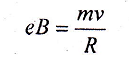 eB = mv/R